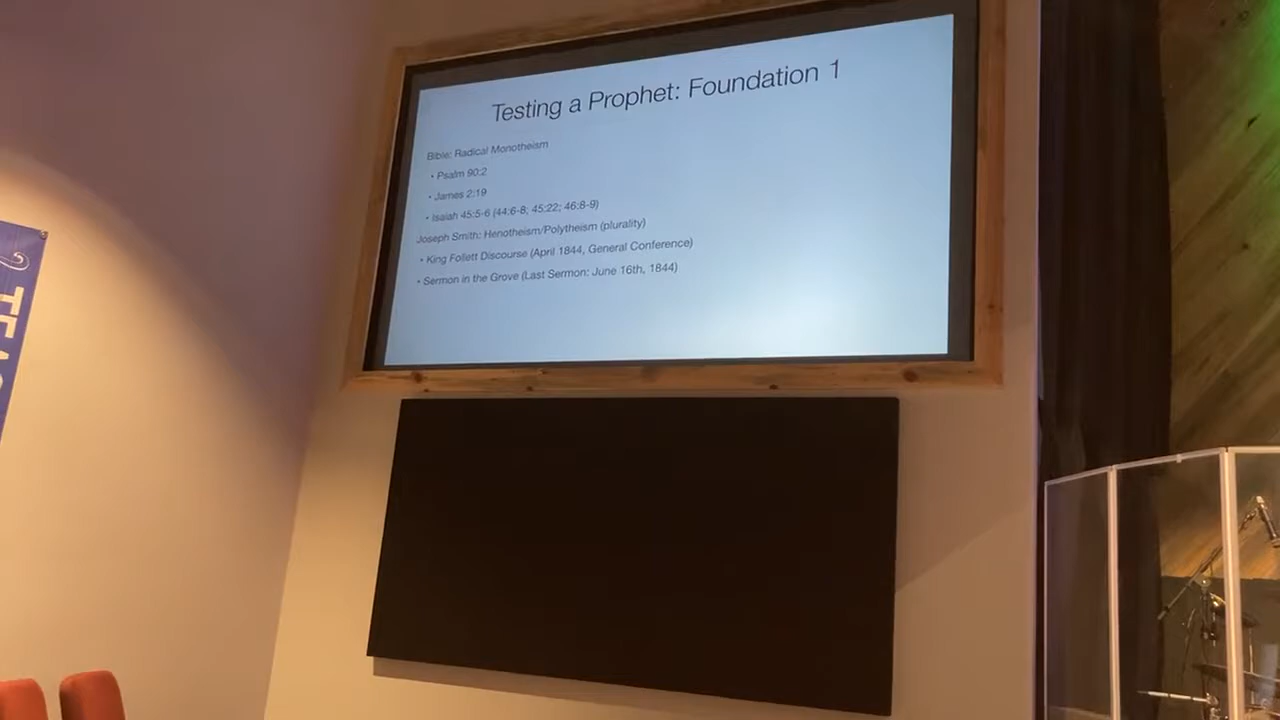 Testing a Prophet: Foundation 1
Bible: Radical Monotheism
• Psalm 90:2
• James 2:19
• Isaiah 45:5-6 (44:6-8; 45:22; 46:8-9)
Joseph Smith: Henotheism/Polytheism (plurality)
• King Follett Discourse (April 1844, General Conference)
• Sermon in the Grove (Last Sermon: June 16th, 1844)